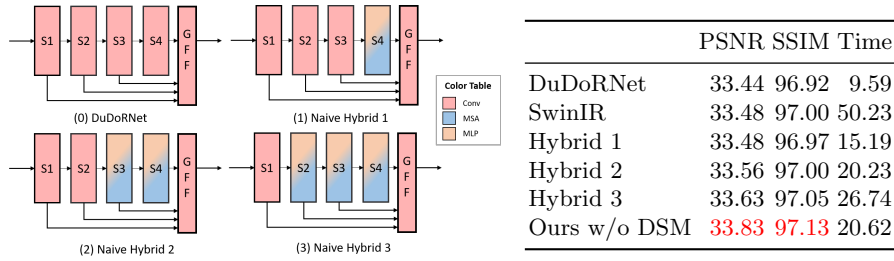 S1 S2 S3 S4 G F F
(0) DuDoRNet
S1 S2 S3 S4 G F F
(1) Naive Hybrid 1
Color Table
Conv
MSA
MLP
S1 S2 S3 S4 G F F
(2) Naive Hybrid 2
S1 S2 S3 S4 G F F
(3) Naive Hybrid 3
PSNR SSIM Time
DuDoRNet 33.44 96.92 9.59
SwinIR 33.48 97.00 50.23
Hybrid 1 33.48 96.97 15.19
Hybrid 2 33.56 97.00 20.23
Hybrid 3 33.63 97.05 26.74
Ours w/o DSM 33.83 97.13 20.62